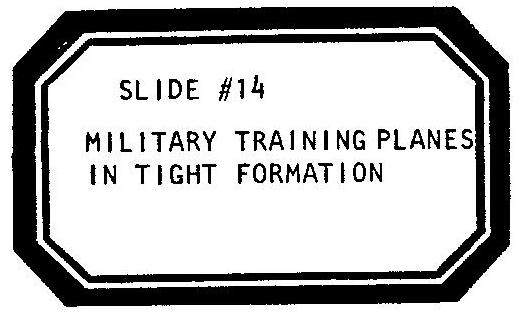 SLIDE #14
MILITARY TRAINING PLANES
IN TIGHT FORMATION